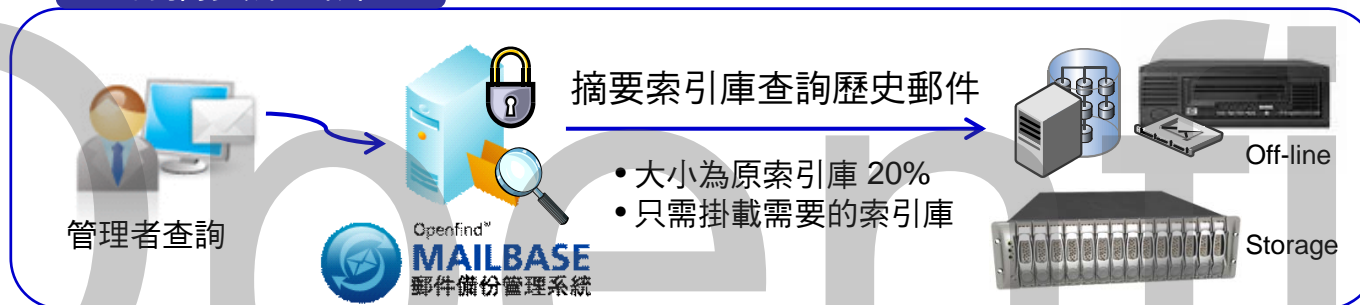 摘要索引庫查詢歷史郵件
• 大小為原索引庫 20%
• 只需掛載需要的索引庫
管理者查詢
Openfind™
MAILBASE
郵件備份管理系統
Off-line
Storage